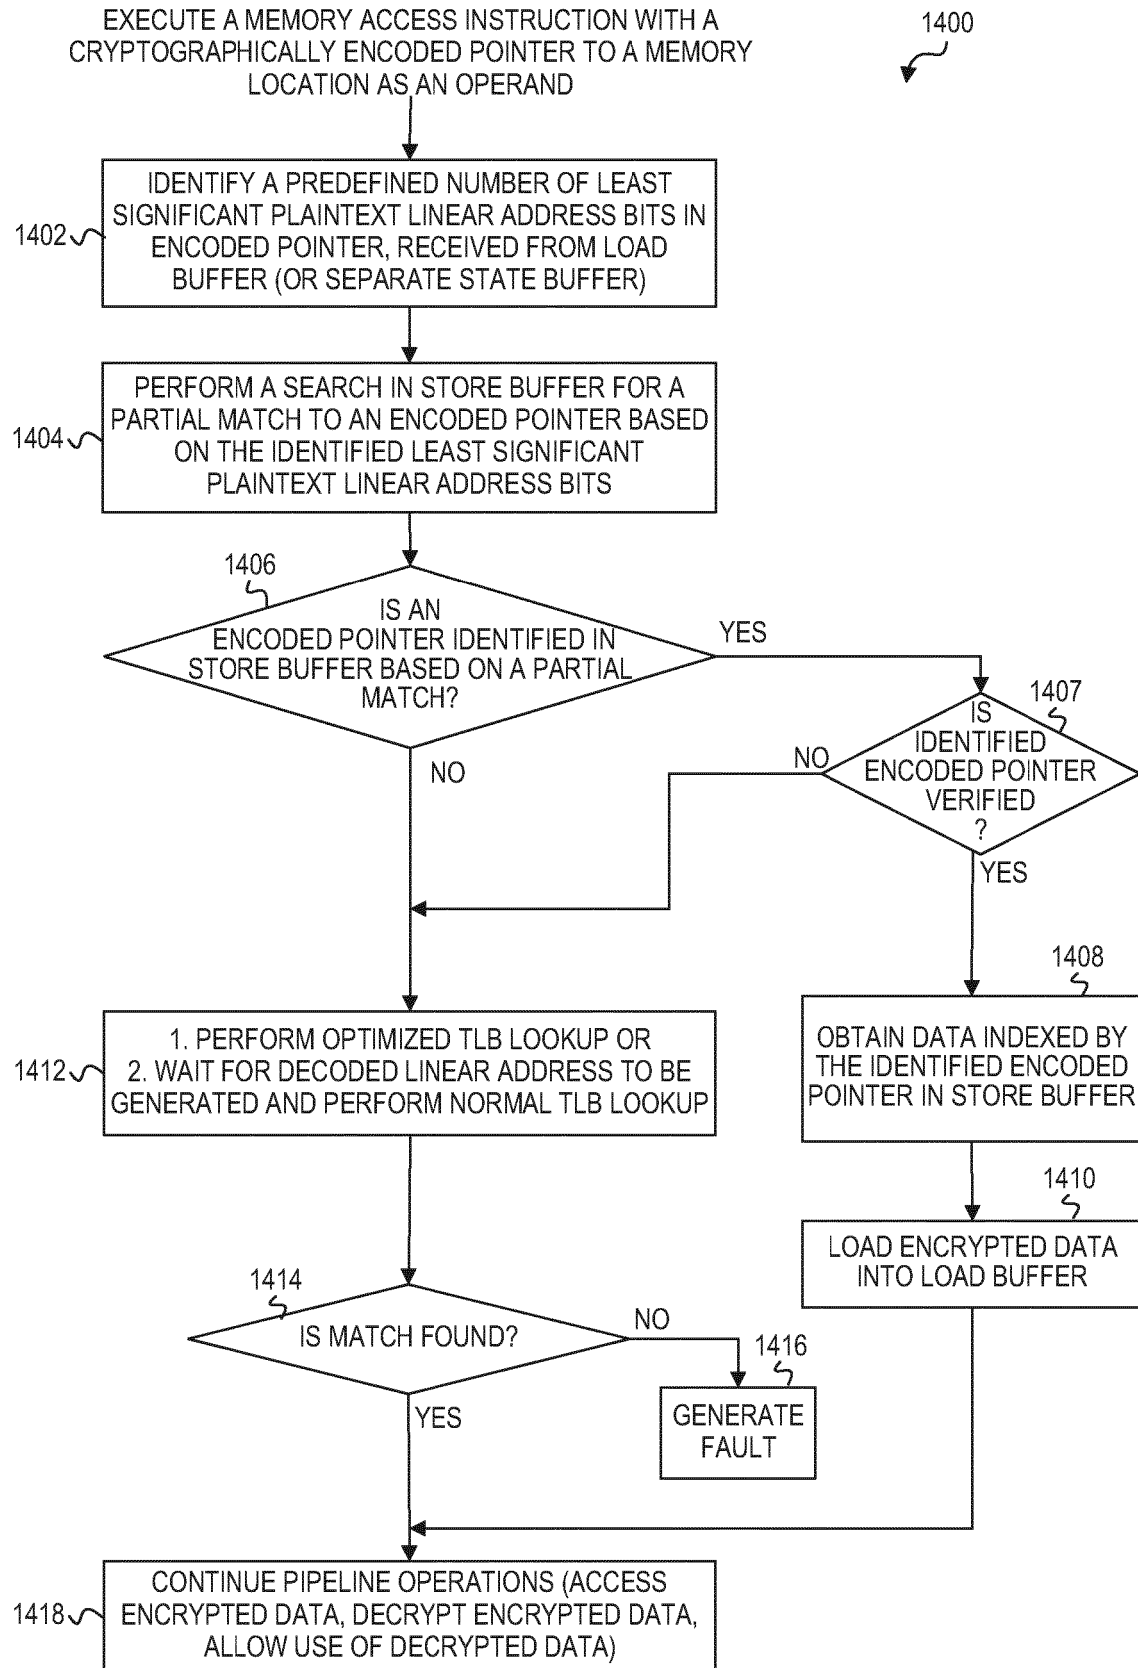 EXECUTE A MEMORY ACCESS INSTRUCTION WITH A
CRYPTOGRAPHICALLY ENCODED POINTER TO A MEMORY
LOCATION AS AN OPERAND
1400
IDENTIFY A PREDEFINED NUMBER OF LEAST
SIGNIFICANT PLAINTEXT LINEAR ADDRESS BITS IN
ENCODED POINTER, RECEIVED FROM LOAD
BUFFER (OR SEPARATE STATE BUFFER)
1402
PERFORM A SEARCH IN STORE BUFFER FOR A
PARTIAL MATCH TO AN ENCODED POINTER BASED
ON THE IDENTIFIED LEAST SIGNIFICANT
PLAINTEXT LINEAR ADDRESS BITS
1404
1406
IS AN
ENCODED POINTER IDENTIFIED IN
STORE BUFFER BASED ON A PARTIAL
MATCH?
YES
NO
1407
IS
IDENTIFIED
ENCODED POINTER
VERIFIED
?
NO
YES
1408
OBTAIN DATA INDEXED BY
THE IDENTIFIED ENCODED
POINTER IN STORE BUFFER
1410
LOAD ENCRYPTED DATA
INTO LOAD BUFFER
1412
1. PERFORM OPTIMIZED TLB LOOKUP OR
2. WAIT FOR DECODED LINEAR ADDRESS TO BE
GENERATED AND PERFORM NORMAL TLB LOOKUP
1414
IS MATCH FOUND?
NO
YES
1416
GENERATE
FAULT
1418
CONTINUE PIPELINE OPERATIONS (ACCESS
ENCRYPTED DATA, DECRYPT ENCRYPTED DATA,
ALLOW USE OF DECRYPTED DATA)